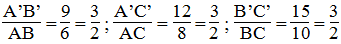 A'B'/AB = 9/6 = 3/2 ; A'C'/AC = 12/8 = 3/2 ; B'C'/BC = 15/10 = 3/2